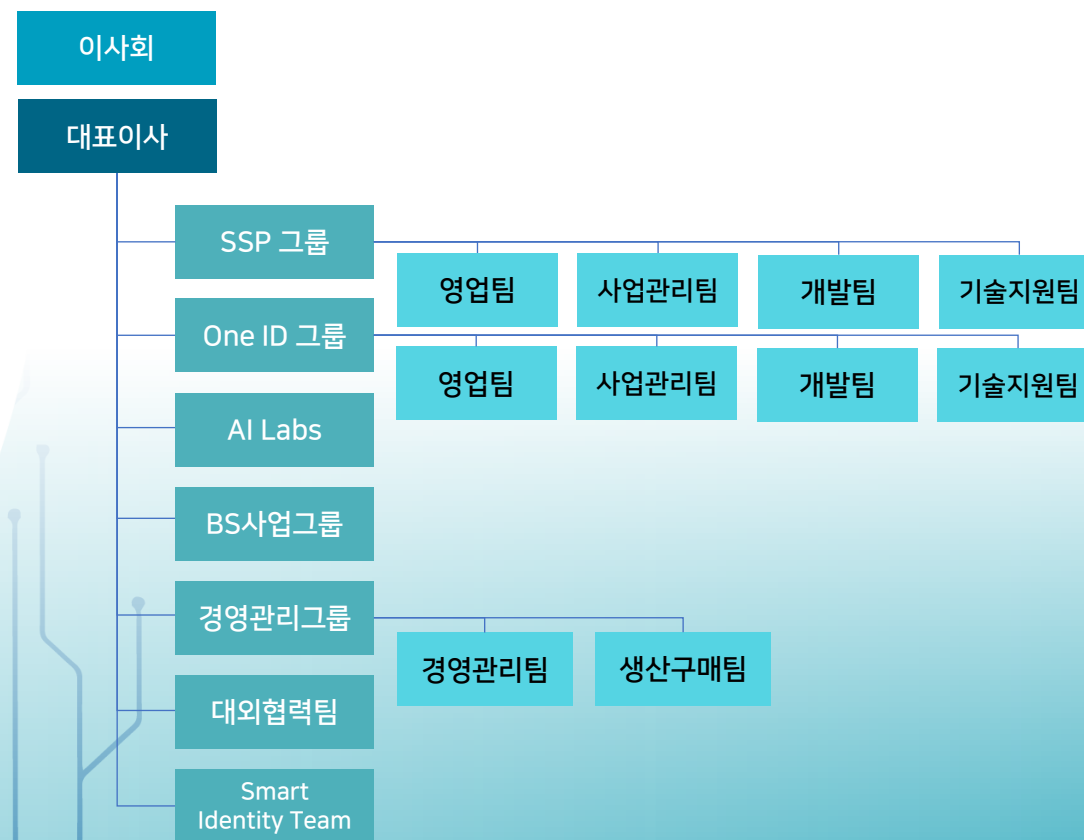 이사회
대표이사
SSP 그룹
영업팀
사업관리팀
개발팀
기술지원팀
One ID 그룹
영업팀
사업관리팀
개발팀
기술지원팀
AI Labs
BS사업그룹
경영관리그룹
경영관리팀
생산구매팀
대외협력팀
Smart
Identity Team